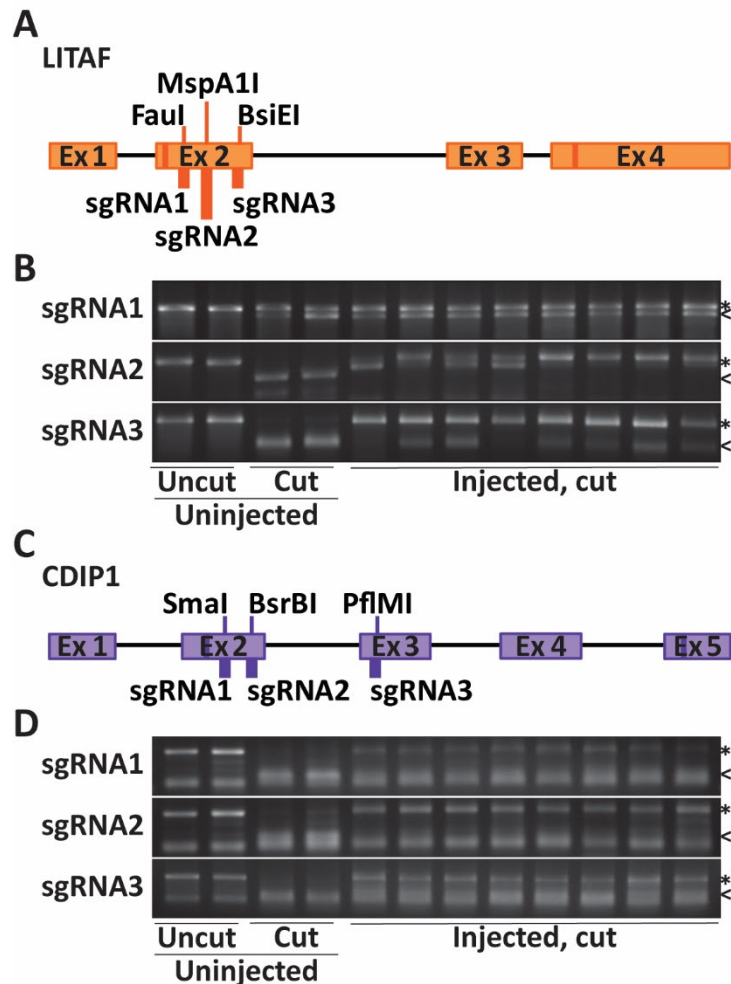 A
LITAF
MspA1I
FauI BsiEI
Ex 1 Ex 2 Ex 3 Ex 4
sgRNA1 sgRNA3
sgRNA2
B
sgRNA1 *
<
sgRNA2 *
<
sgRNA3 *
<
Uncut Cut Injected, cut
Uninjected
C
CDIP1
SmaI BsrBI PflMI
Ex 1 Ex 2 Ex 3 Ex 4 Ex 5
sgRNA1 sgRNA2 sgRNA3
D
sgRNA1 *
<
sgRNA2 *
<
sgRNA3 *
<
Uncut Cut Injected, cut
Uninjected